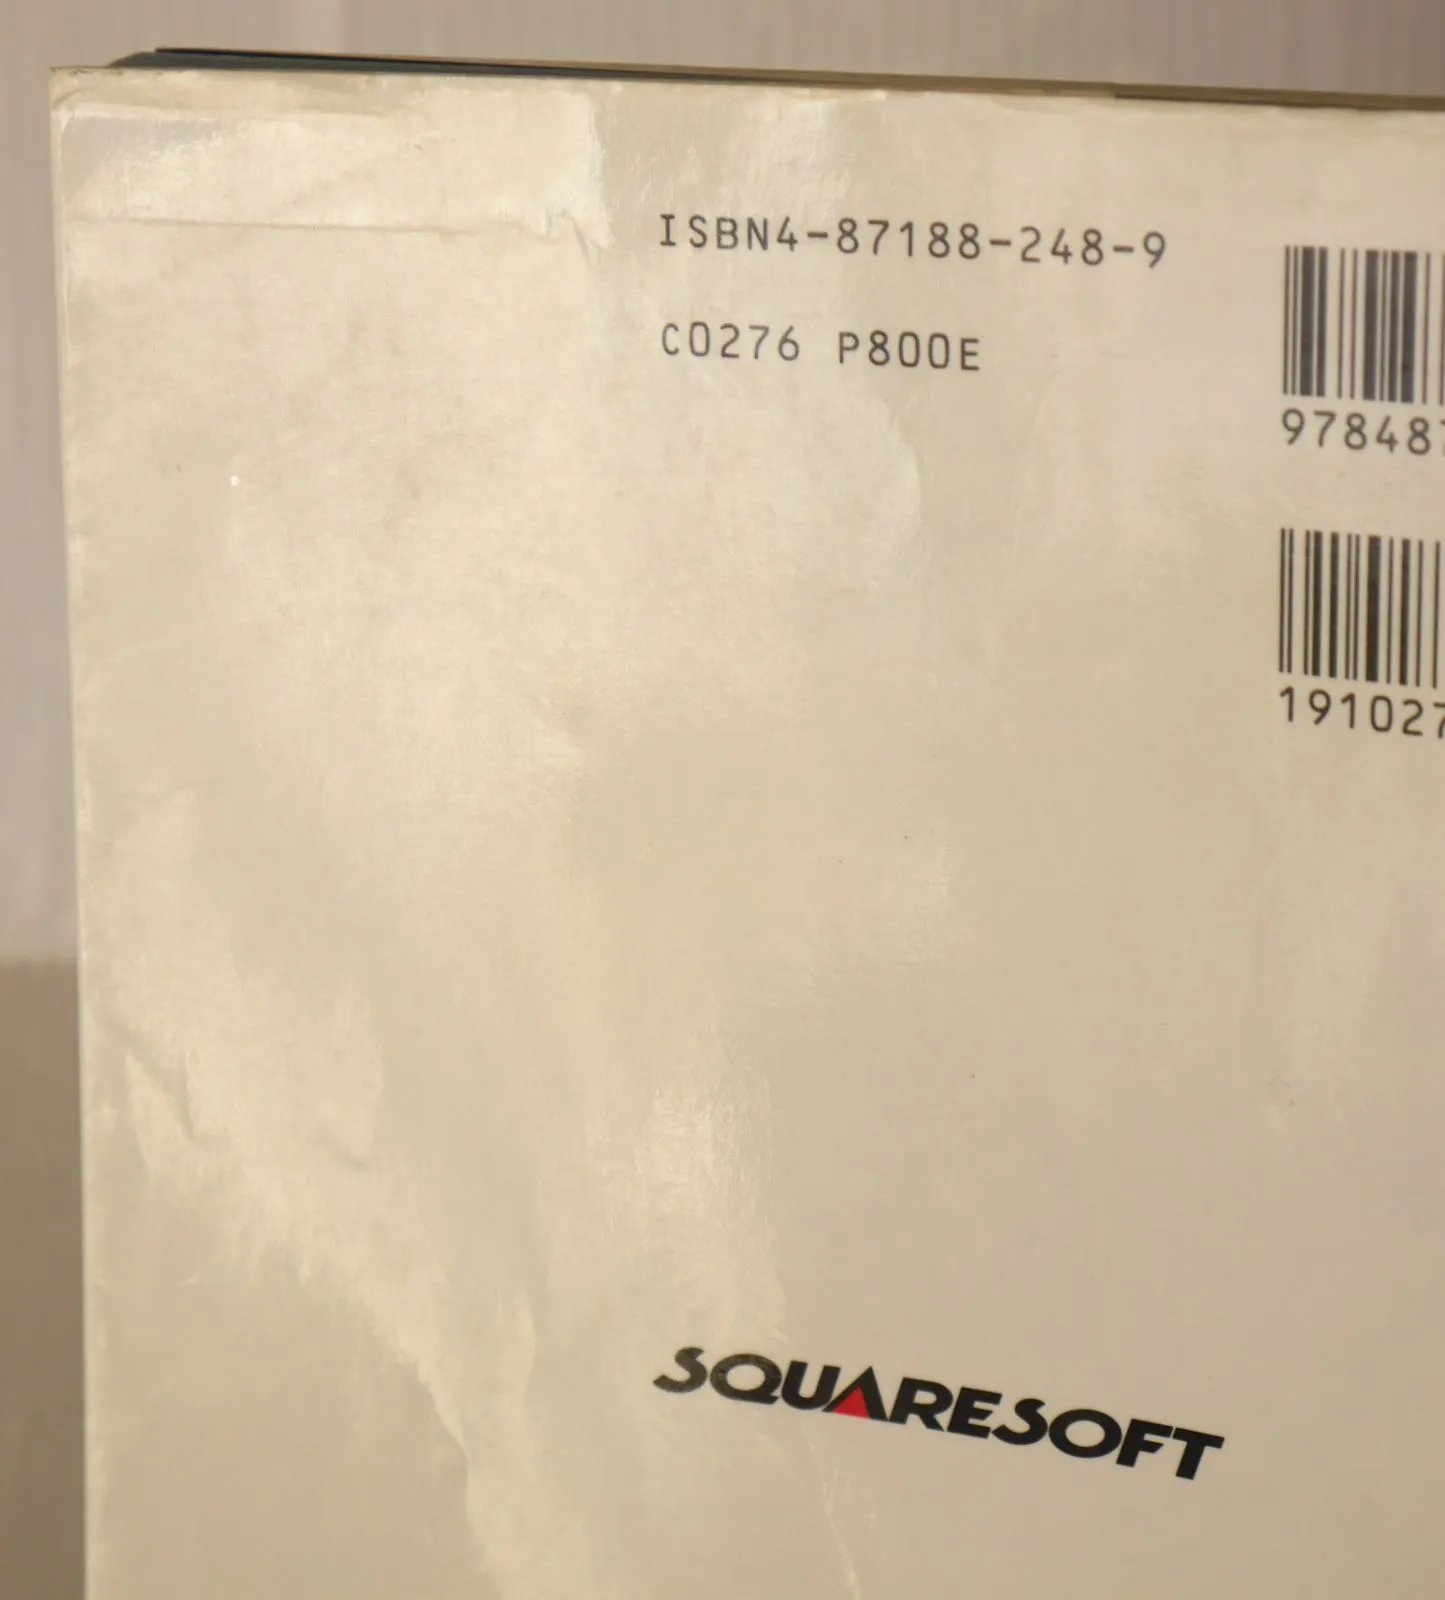 ISBN4-87188-248-9
C0276 P800E
97848
191027
SQUARESOFT